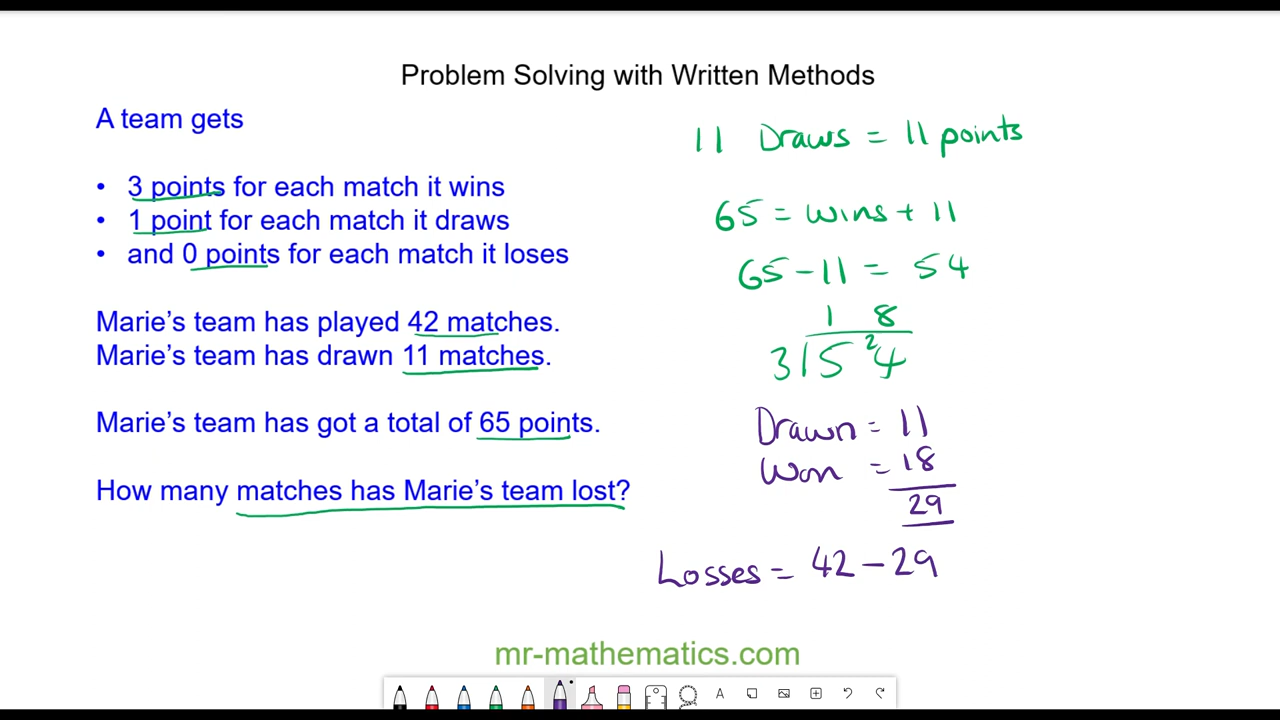 Problem Solving with Written Methods
A team gets
• 3 points for each match it wins
• 1 point for each match it draws
• and 0 points for each match it loses
Marie's team has played 42 matches.
Marie's team has drawn 11 matches.
Marie's team has got a total of 65 points.
How many matches has Marie's team lost?
11 Draws = 11 points
65 = wins + 11
65 - 11 = 54
1 8
3 5 2 4
Drawn = 11
Won = 18
29
Losses = 42 - 29
mr-mathematics.com
A